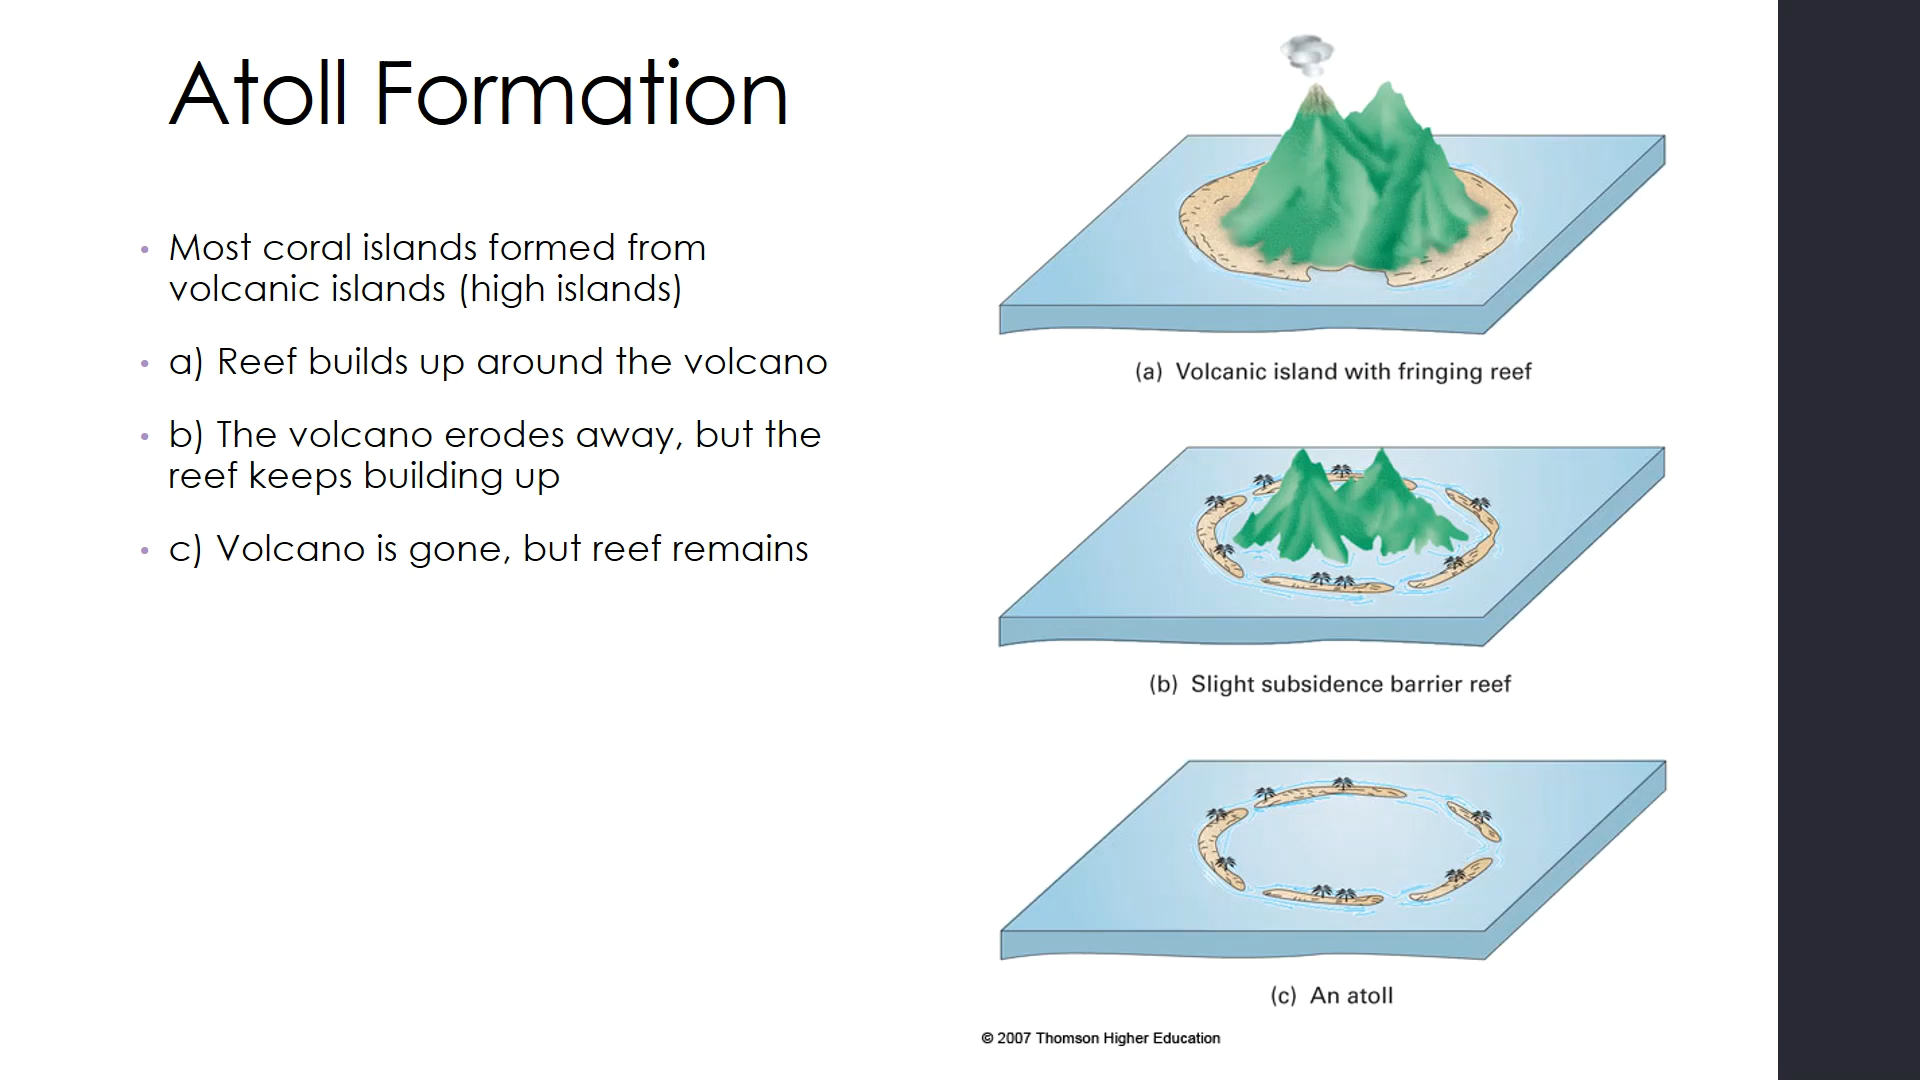 Atoll Formation
• Most coral islands formed from
volcanic islands (high islands)
• a) Reef builds up around the volcano
• b) The volcano erodes away, but the
reef keeps building up
• c) Volcano is gone, but reef remains
(a) Volcanic island with fringing reef
(b) Slight subsidence barrier reef
(c) An atoll
© 2007 Thomson Higher Education